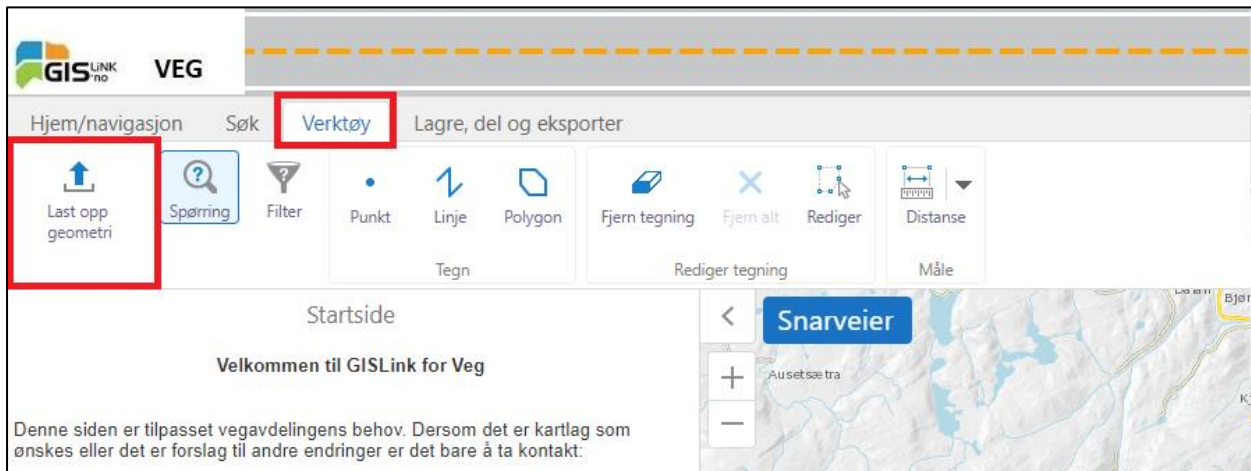 GISLINK.no VEG
Hjem/navigasjon Søk Verktøy Lagre, del og eksporter
Last opp geometri
Spørring
Filter
Punkt
Linje
Polygon
Tegn
Fjern tegning
Fjern alt
Rediger
Rediger tegning
Distanse
Måle
Startside
Snarveier
Velkommen til GISLink for Veg
Ausetsætra
Denne siden er tilpasset vegavdelingens behov. Dersom det er kartlag som
ønskes eller det er forslag til andre endringer er det bare å ta kontakt: